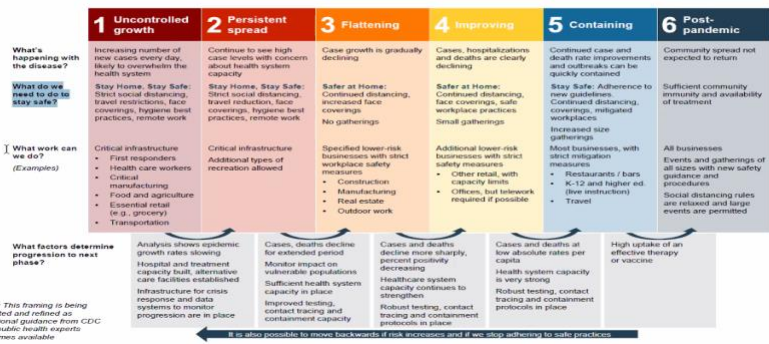 1 Uncontrolled
growth
2 Persistent
spread
3 Flattening
4 Improving
5 Containing
6 Post-
pandemic
What's
happening with
the disease?
Increasing number of
new cases every day,
likely to overwhelm the
health system
Continue to see high
case levels with concern
about health system
capacity
Case growth is gradually
declining
Cases, hospitalizations
and deaths are clearly
declining
Continued case and
death rate improvements
and outbreaks can be
quickly contained
Community spread not
expected to return
What do we
need to do to
stay safe?
Stay Home, Stay Safe:
Strict social distancing,
travel restrictions, face
coverings, hygiene best
practices, remote work
Stay Home, Stay Safe:
Strict social distancing,
travel reduction, face
coverings, hygiene best
practices, remote work
Safer at Home:
Continued distancing,
increased face
coverings
No gatherings
Safer at Home:
Continued distancing,
face coverings, safe
workplace practices
Small gatherings
Stay Safe: Adherence to
new guidelines.
Continued distancing,
coverings, mitigated
workplaces
Increased size
gatherings
Sufficient community
immunity and availability
of treatment
What work can
we do?
(Examples)
Critical infrastructure
• First responders
• Health care workers
• Critical
manufacturing
• Food and agriculture
• Essential retail
(e.g., grocery)
• Transportation
Critical infrastructure
Additional types of
recreation allowed
Specified lower-risk
businesses with strict
workplace safety
measures
• Construction
• Manufacturing
• Real estate
• Outdoor work
Additional lower-risk
businesses with strict
safety measures
• Other retail, with
capacity limits
• Offices, but telework
required if possible
Most business, with
strict mitigation
measures
• Restaurants / bars
• K-12 and higher ed.
(live instruction)
• Travel
All businesses
Events and gatherings of
all sizes with new safety
guidance and
procedures
Social distancing rules
are relaxed and large
events are permitted
What factors determine
progression to next
phase?
Analysis shows epidemic
growth rates slowing
Hospital and treatment
capacity built, alternative
care facilities established
Infrastructure for crisis
response and data
systems to monitor
progression are in place
Cases, deaths decline
for extended period
Monitor impact on
vulnerable populations
Sufficient health system
capacity in place
Improved testing,
contact tracing and
containment capacity
Cases and deaths
decline more sharply,
percent positivity
decreasing
Healthcare system
capacity continues to
strengthen
Robust testing, contact
tracing and containment
protocols in place
Cases and deaths at
low absolute rates per
capita
Health system capacity
is very strong
Robust testing, contact
tracing and containment
protocols in place
High uptake of an
effective therapy
or vaccine
This framing is being
ted and refined as
ional guidance from CDC
ublic health experts
mes available
It is also possible to move backwards if risk increases and if we stop adhering to safe practices